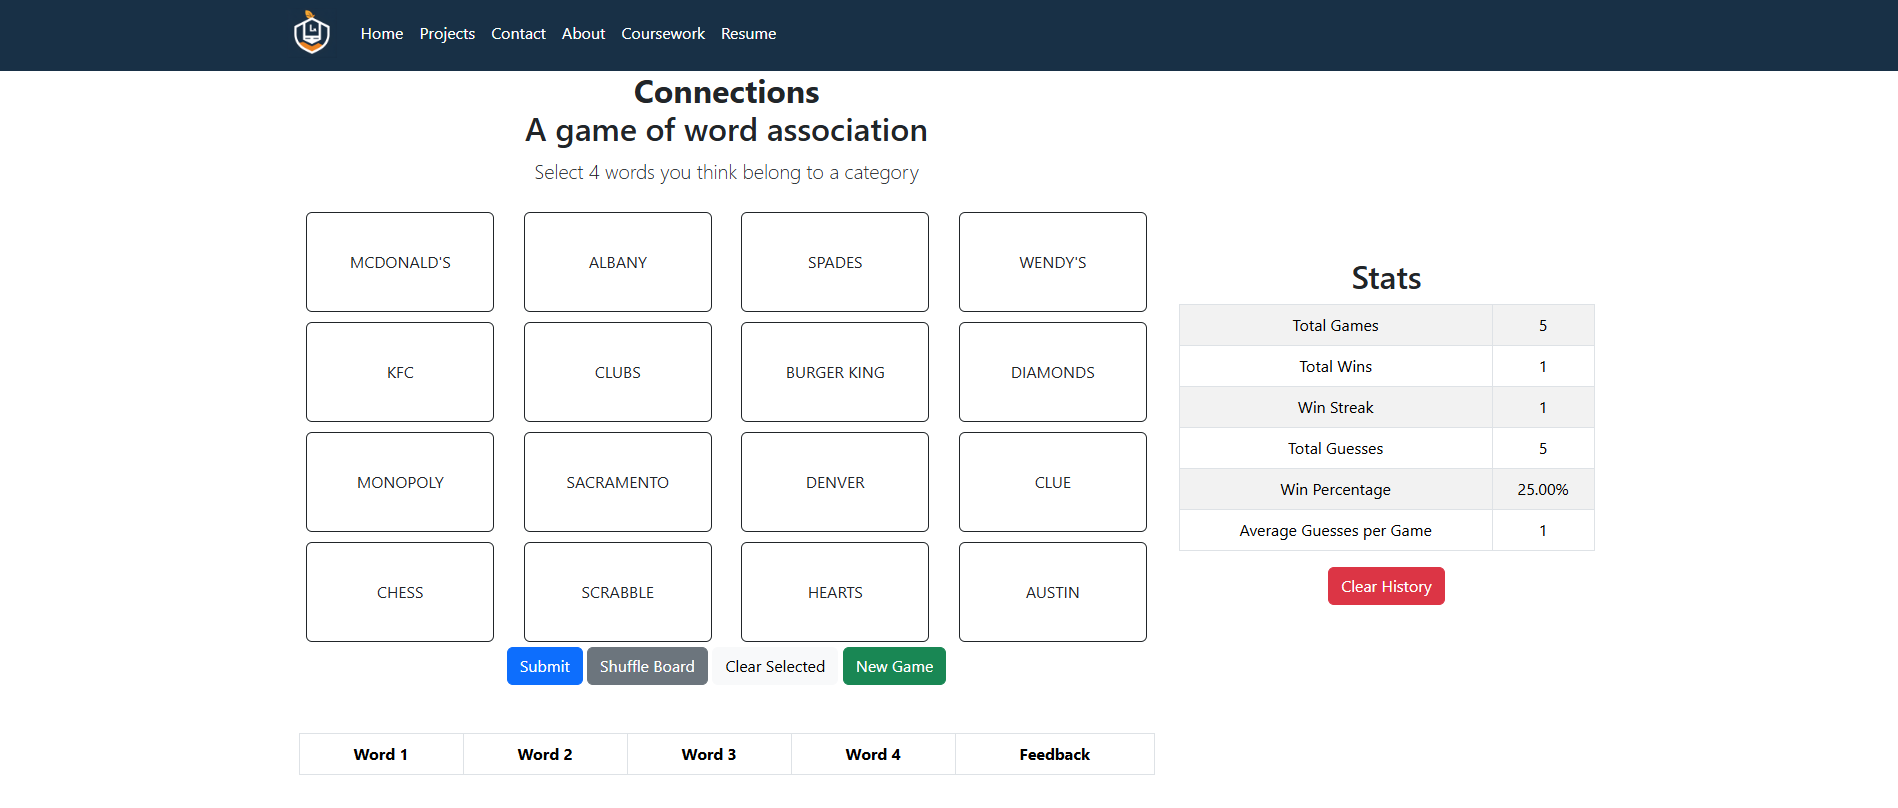 Home Projects Contact About Coursework Resume
Connections
A game of word association
Select 4 words you think belong to a category
MCDONALD'S ALBANY SPADES WENDY'S
KFC CLUBS BURGER KING DIAMONDS
MONOPOLY SACRAMENTO DENVER CLUE
CHESS SCRABBLE HEARTS AUSTIN
Submit Shuffle Board Clear Selected New Game
Word 1 Word 2 Word 3 Word 4 Feedback
Stats
Total Games 5
Total Wins 1
Win Streak 1
Total Guesses 5
Win Percentage 25.00%
Average Guesses per Game 1
Clear History